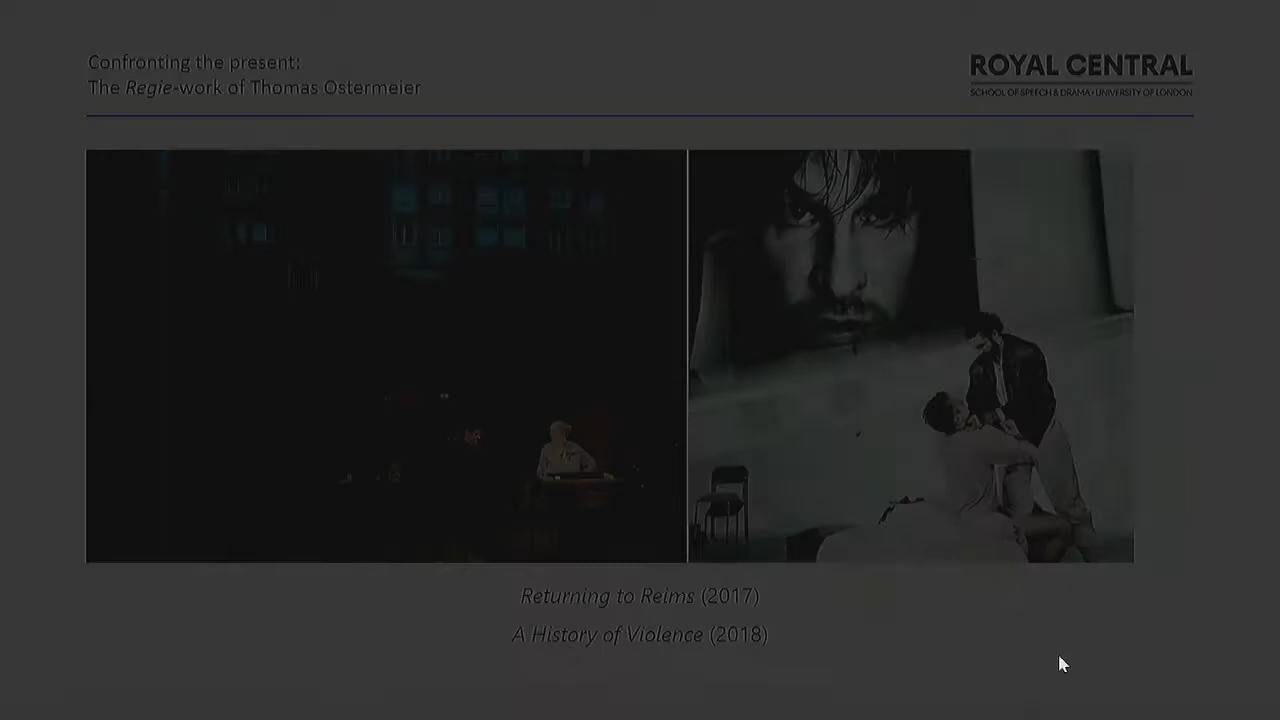 Confronting the present:
The Regie-work of Thomas Ostermeier
ROYAL CENTRAL
SCHOOL OF SPEECH & DRAMA • UNIVERSITY OF LONDON
Returning to Reims (2017)
A History of Violence (2018)